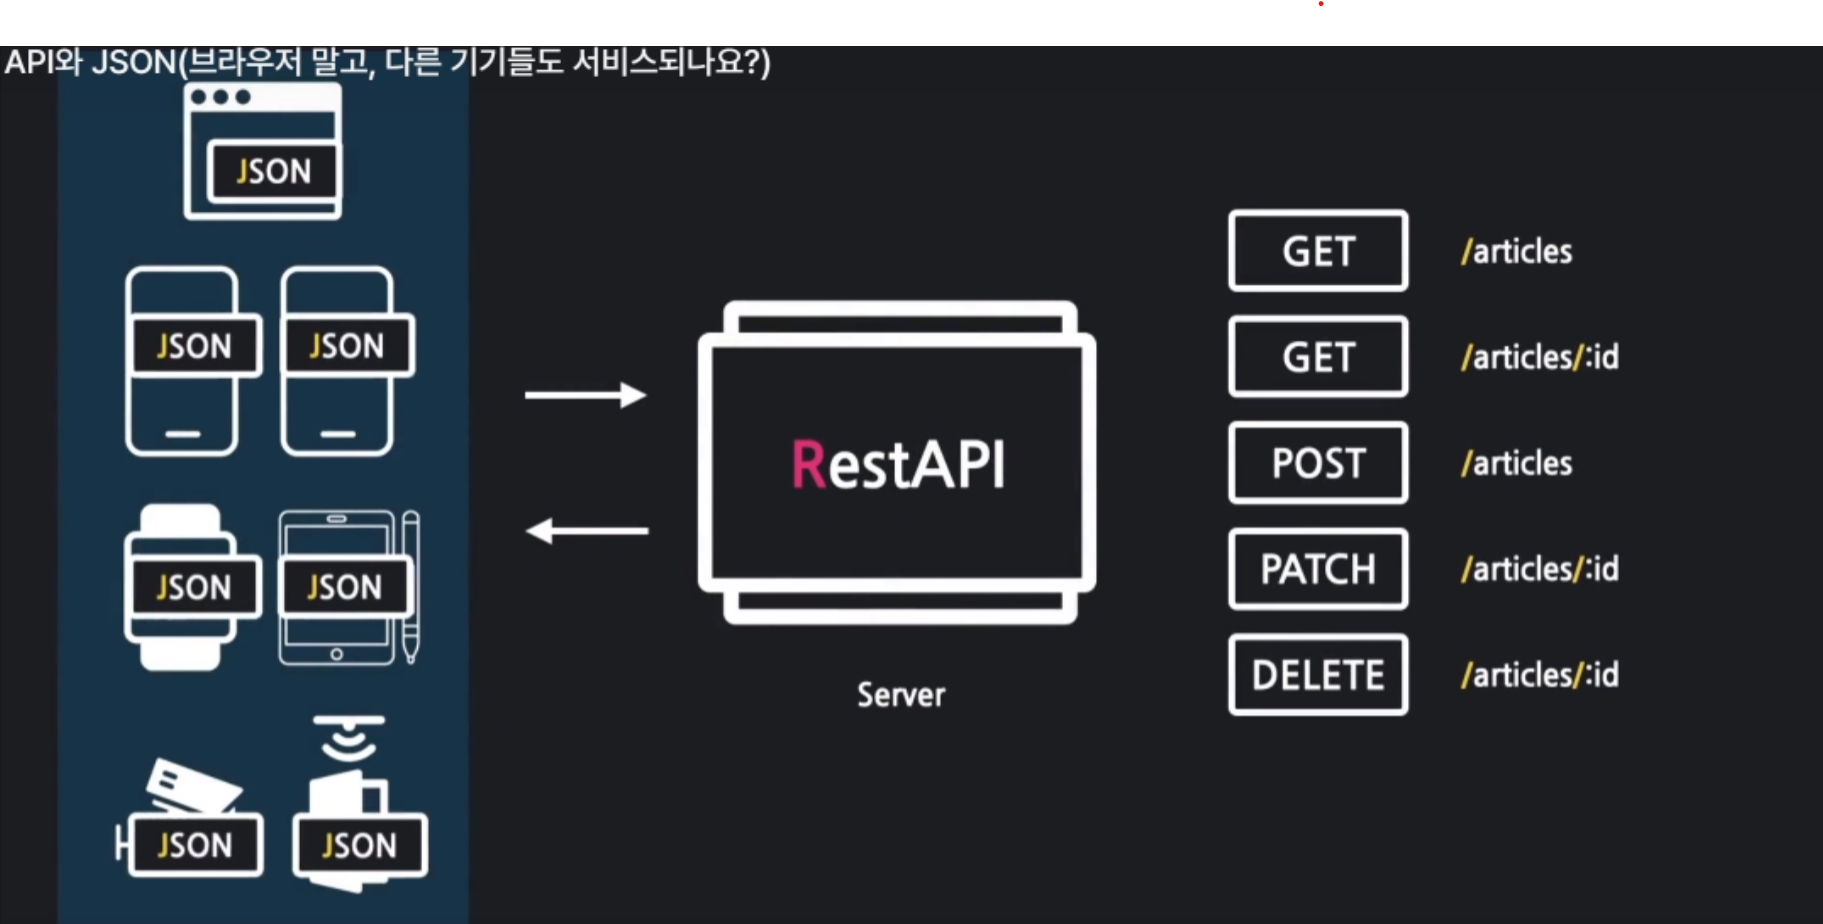 API와 JSON(브라우저 말고, 다른 기기들도 서비스되나요?)
JSON
JSON JSON
JSON JSON
JSON JSON
RestAPI
Server
GET /articles
GET /articles/:id
POST /articles
PATCH /articles/:id
DELETE /articles/:id